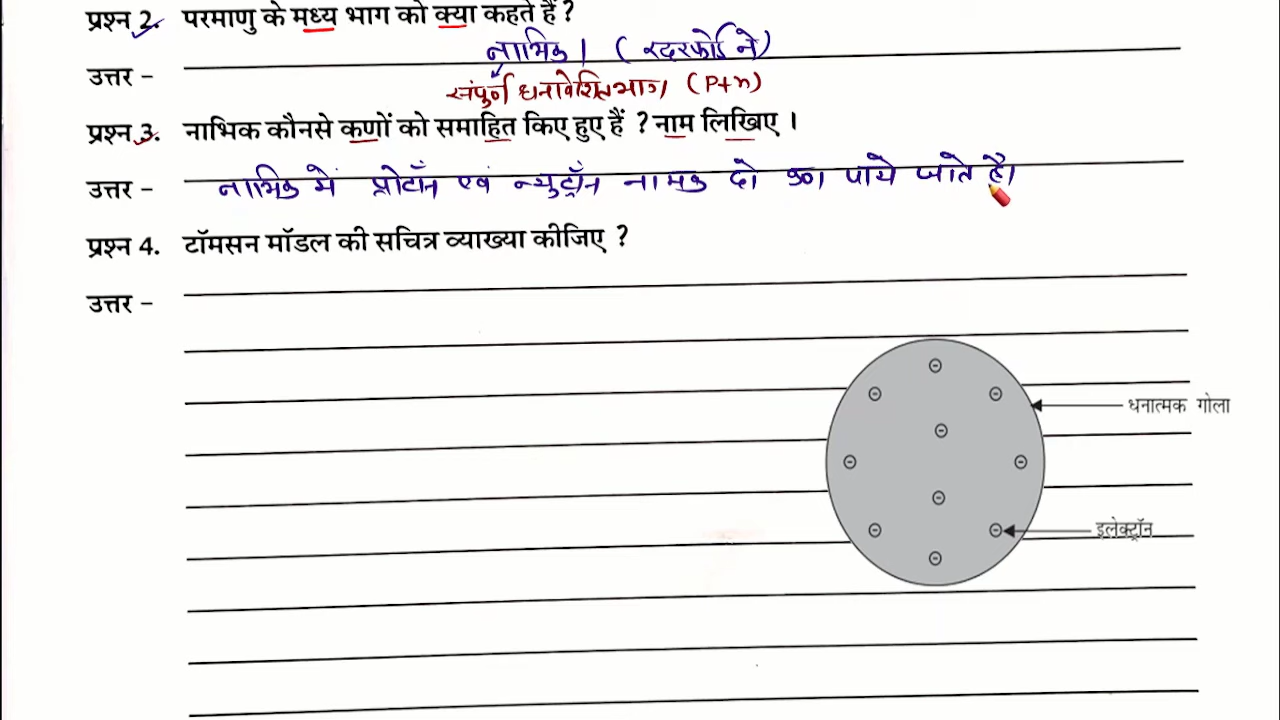 प्रश्न 2. परमाणु के मध्य भाग को क्या कहते हैं ?
नाभिक । ( रदरफोर्ड ने )
उत्तर –
संपूर्ण धनावेशित भाग । (P+n)
प्रश्न 3. नाभिक कौनसे कणों को समाहित किए हुए हैं ? नाम लिखिए ।
उत्तर – नाभिक में प्रोटॉन एवं न्युट्रॉन नामक दो कण पाये जाते है।
प्रश्न 4. टॉमसन मॉडल की सचित्र व्याख्या कीजिए ?
उत्तर –
धनात्मक गोला
इलेक्ट्रॉन